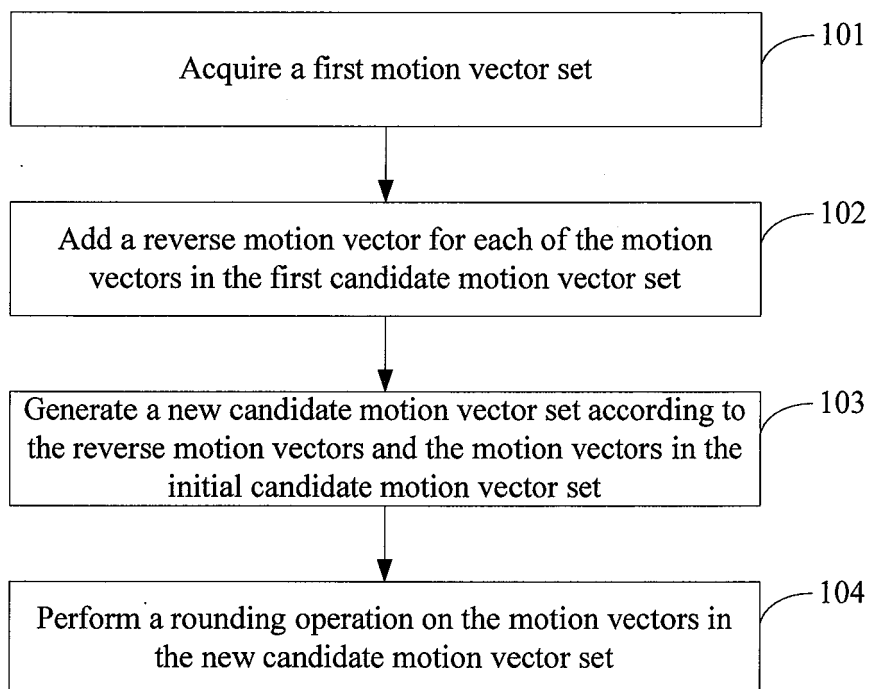 Acquire a first motion vector set
101
Add a reverse motion vector for each of the motion
vectors in the first candidate motion vector set
102
Generate a new candidate motion vector set according to
the reverse motion vectors and the motion vectors in the
initial candidate motion vector set
103
Perform a rounding operation on the motion vectors in
the new candidate motion vector set
104